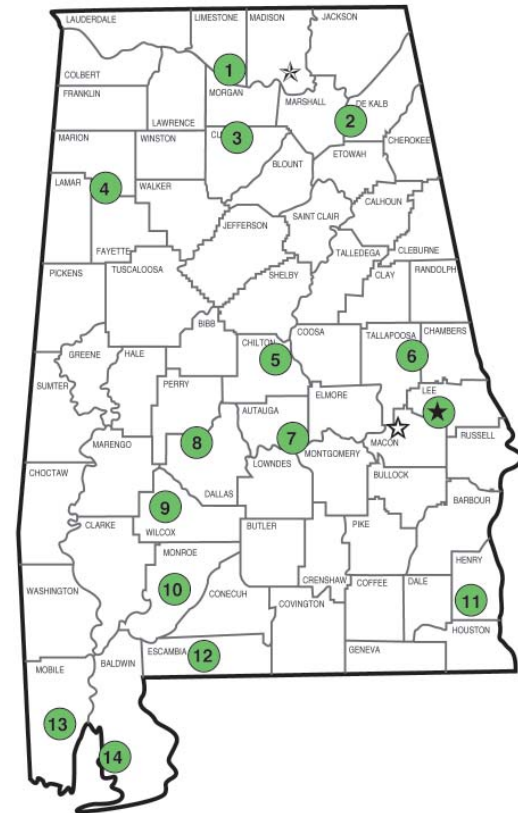 LAUDERDALE
LIMESTONE
MADISON
JACKSON
COLBERT
1
FRANKLIN
MORGAN
MARSHALL
DE KALB
LAWRENCE
2
MARION
WINSTON
CU
3
CHEROKEE
ETOWAH
BLOUNT
LAMAR
4
WALKER
CALHOUN
SAINT CLAIR
JEFFERSON
FAYETTE
CLEBURNE
TALLEDEGA
PICKENS
TUSCALOOSA
SHELBY
CLAY
RANDOLPH
BIBB
COOSA
TALLAPOOSA
CHAMBERS
CHILTON
GREENE
HALE
5
6
PERRY
SUMTER
ELMORE
LEE
AUTAUGA
MARENGO
8
7
MACON
RUSSELL
MONTGOMERY
LOWNDES
CHOCTAW
BULLOCK
DALLAS
BARBOUR
9
CLARKE
WILCOX
BUTLER
PIKE
MONROE
HENRY
WASHINGTON
10
CONECUH
CRENSHAW
COFFEE
DALE
11
COVINGTON
HOUSTON
ESCAMBIA
12
GENEVA
MOBILE
BALDWIN
13
14